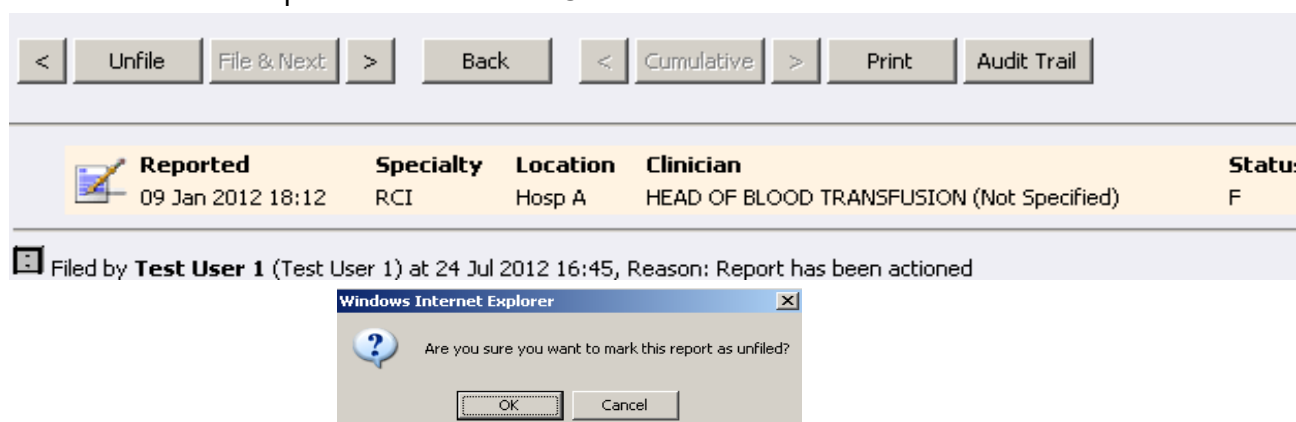 < Unfile File & Next > Back < Cumulative > Print Audit Trail
Reported Specialty Location Clinician Status
09 Jan 2012 18:12 RCI Hosp A HEAD OF BLOOD TRANSFUSION (Not Specified) F
Filed by Test User 1 (Test User 1) at 24 Jul 2012 16:45, Reason: Report has been actioned
Windows Internet Explorer
Are you sure you want to mark this report as unfiled?
OK Cancel